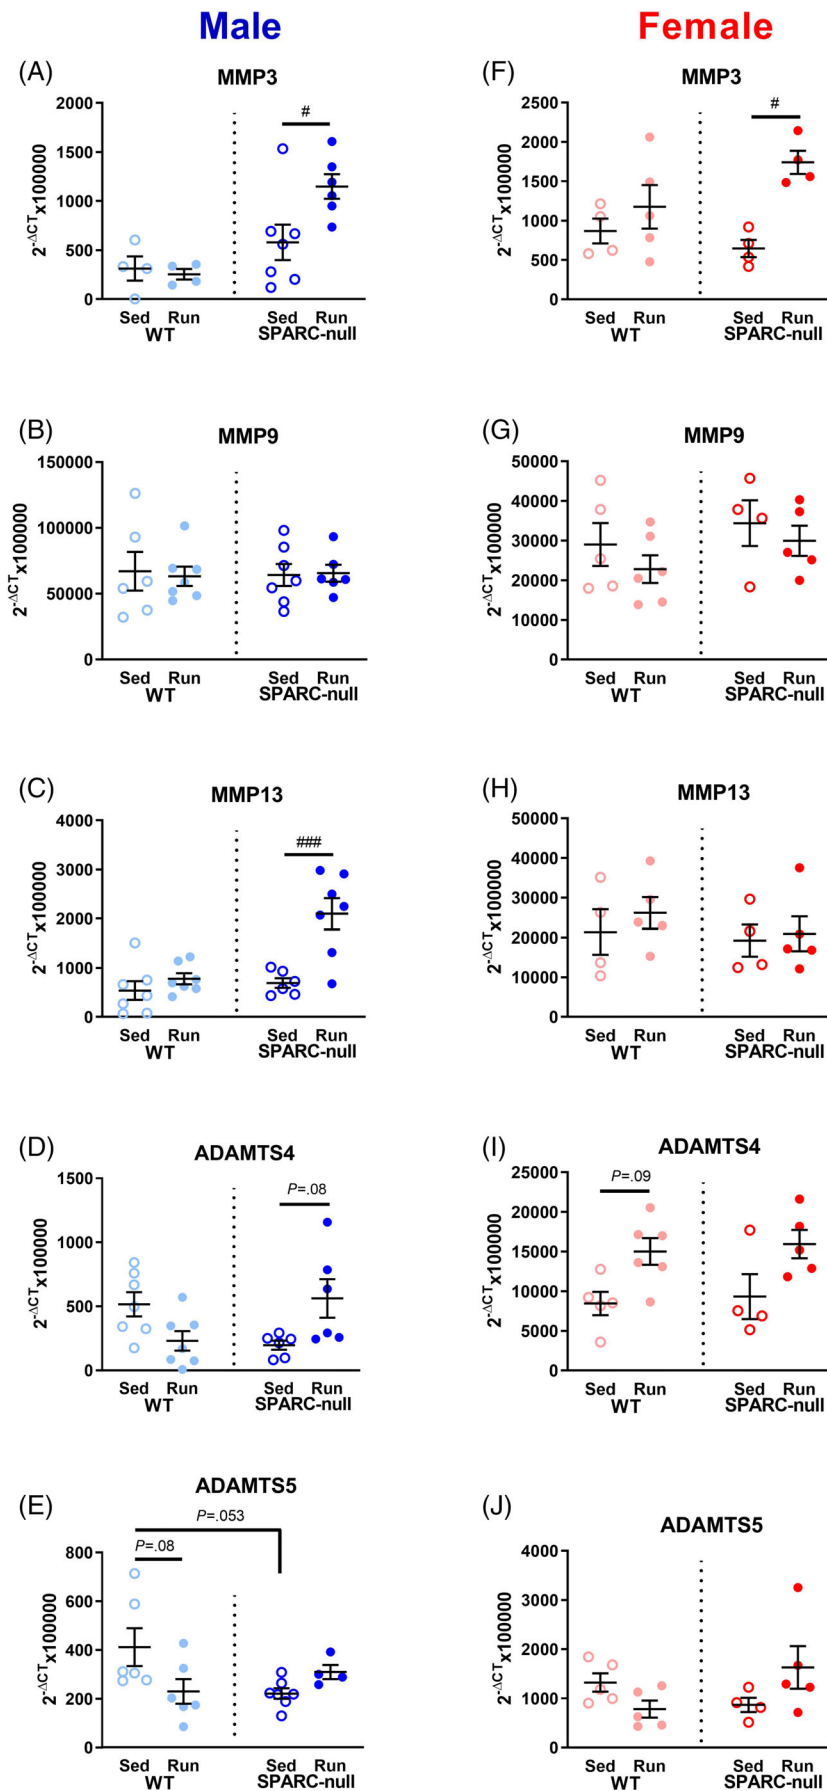 Male
Female
(A)
MMP3
2000
1500
1000
500
0
2-ΔCTx100000
#
Sed Run Sed Run
WT SPARC-null
(F)
MMP3
2500
2000
1500
1000
500
0
2-ΔCTx100000
#
Sed Run Sed Run
WT SPARC-null
(B)
MMP9
150000
100000
50000
0
2-ΔCTx100000
Sed Run Sed Run
WT SPARC-null
(G)
MMP9
50000
40000
30000
20000
10000
0
2-ΔCTx100000
Sed Run Sed Run
WT SPARC-null
(C)
MMP13
4000
3000
2000
1000
0
2-ΔCTx100000
###
Sed Run Sed Run
WT SPARC-null
(H)
MMP13
50000
40000
30000
20000
10000
0
2-ΔCTx100000
Sed Run Sed Run
WT SPARC-null
(D)
ADAMTS4
1500
1000
500
0
2-ΔCTx100000
P=.08
Sed Run Sed Run
WT SPARC-null
(I)
ADAMTS4
25000
20000
15000
10000
5000
0
2-ΔCTx100000
P=.09
Sed Run Sed Run
WT SPARC-null
(E)
ADAMTS5
P=.053
P=.08
800
600
400
200
0
2-ΔCTx100000
Sed Run Sed Run
WT SPARC-null
(J)
ADAMTS5
4000
3000
2000
1000
0
2-ΔCTx100000
Sed Run Sed Run
WT SPARC-null